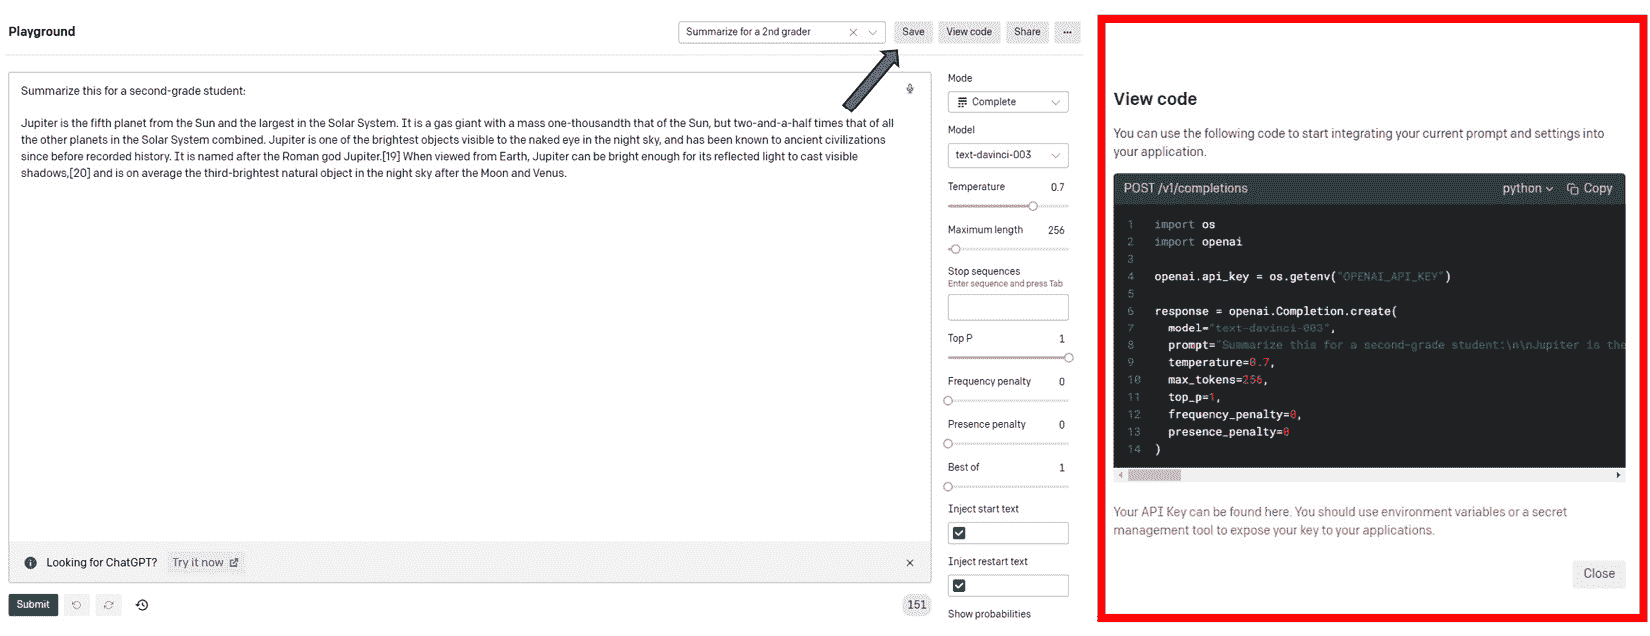 Playground
Summarize for a 2nd grader
Save
View code
Share
...
Summarize this for a second-grade student:
Jupiter is the fifth planet from the Sun and the largest in the Solar System. It is a gas giant with a mass one-thousandth that of the Sun, but two-and-a-half times that of all
the other planets in the Solar System combined. Jupiter is one of the brightest objects visible to the naked eye in the night sky, and has been known to ancient civilizations
since before recorded history. It is named after the Roman god Jupiter.[19] When viewed from Earth, Jupiter can be bright enough for its reflected light to cast visible
shadows,[20] and is on average the third-brightest natural object in the night sky after the Moon and Venus.
Looking for ChatGPT? Try it now
Submit
151
Mode
Complete
Model
text-davinci-003
Temperature 0.7
Maximum length 256
Stop sequences
Enter sequence and press Tab
Top P 1
Frequency penalty 0
Presence penalty 0
Best of 1
Inject start text
Inject restart text
Show probabilities
View code
You can use the following code to start integrating your current prompt and settings into
your application.
POST /v1/completions python Copy
1 import os
2 import openai
3
4 openai.api_key = os.getenv("OPENAI_API_KEY")
5
6 response = openai.Completion.create(
7 model="text-davinci-003",
8 prompt="Summarize this for a second-grade student:\n\nJupiter is the
9 temperature=0.7,
10 max_tokens=256,
11 top_p=1,
12 frequency_penalty=0,
13 presence_penalty=0
14 )
Your API Key can be found here. You should use environment variables or a secret
management tool to expose your key to your applications.
Close